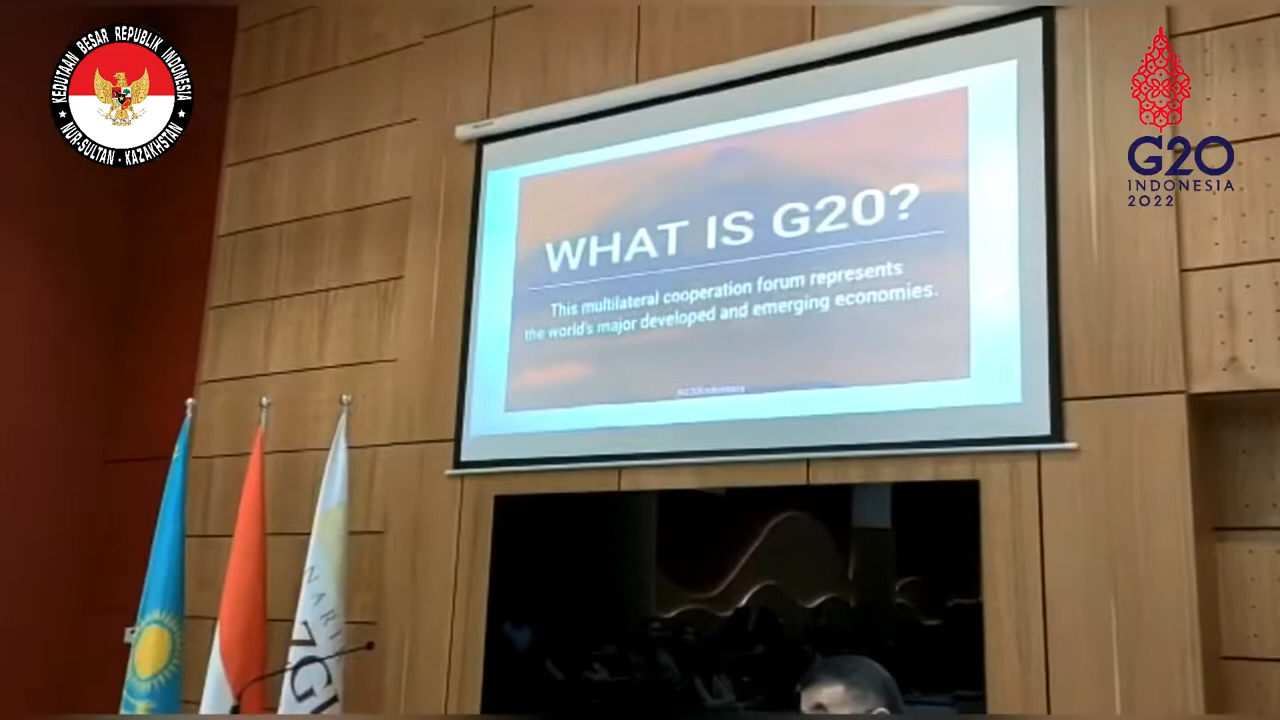 KEDUTAAN BESAR REPUBLIK INDONESIA
NUR-SULTAN - KAZAKHSTAN
G20
INDONESIA
2022
WHAT IS G20?
This multilateral cooperation forum represents
the world's major developed and emerging economies.
NARI